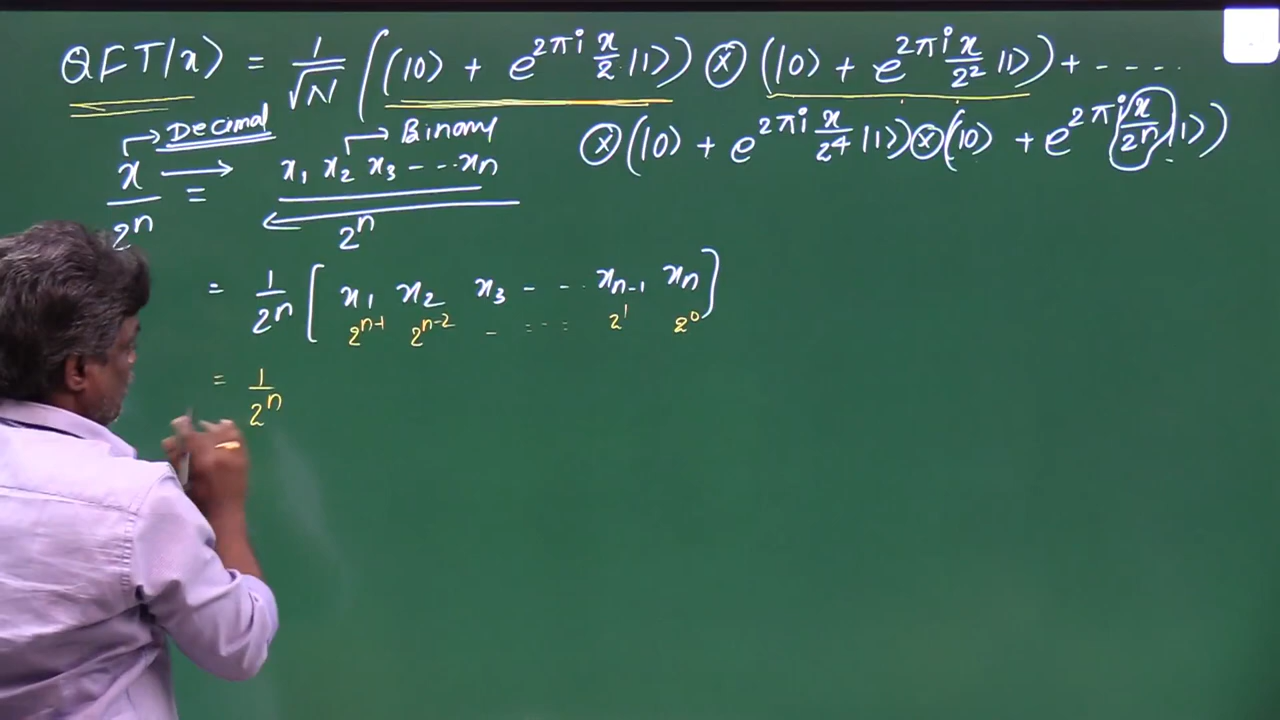 QFT|x⟩ = 1/√N [(|0⟩ + e^{2πi x/2} |1⟩) ⊗ (|0⟩ + e^{2πi x/2²} |1⟩) + - - - -
⊗ (|0⟩ + e^{2πi x/2⁴} |1⟩) ⊗ (|0⟩ + e^{2πi x/2ⁿ} |1⟩)
→ Decimal → Binary
x/2ⁿ → = x₁ x₂ x₃ - - - xₙ / 2ⁿ
= 1/2ⁿ [ x₁ x₂ x₃ - - - xₙ₋₁ xₙ ]
2ⁿ⁻¹ 2ⁿ⁻² - - - - 2¹ 2⁰
= 1/2ⁿ